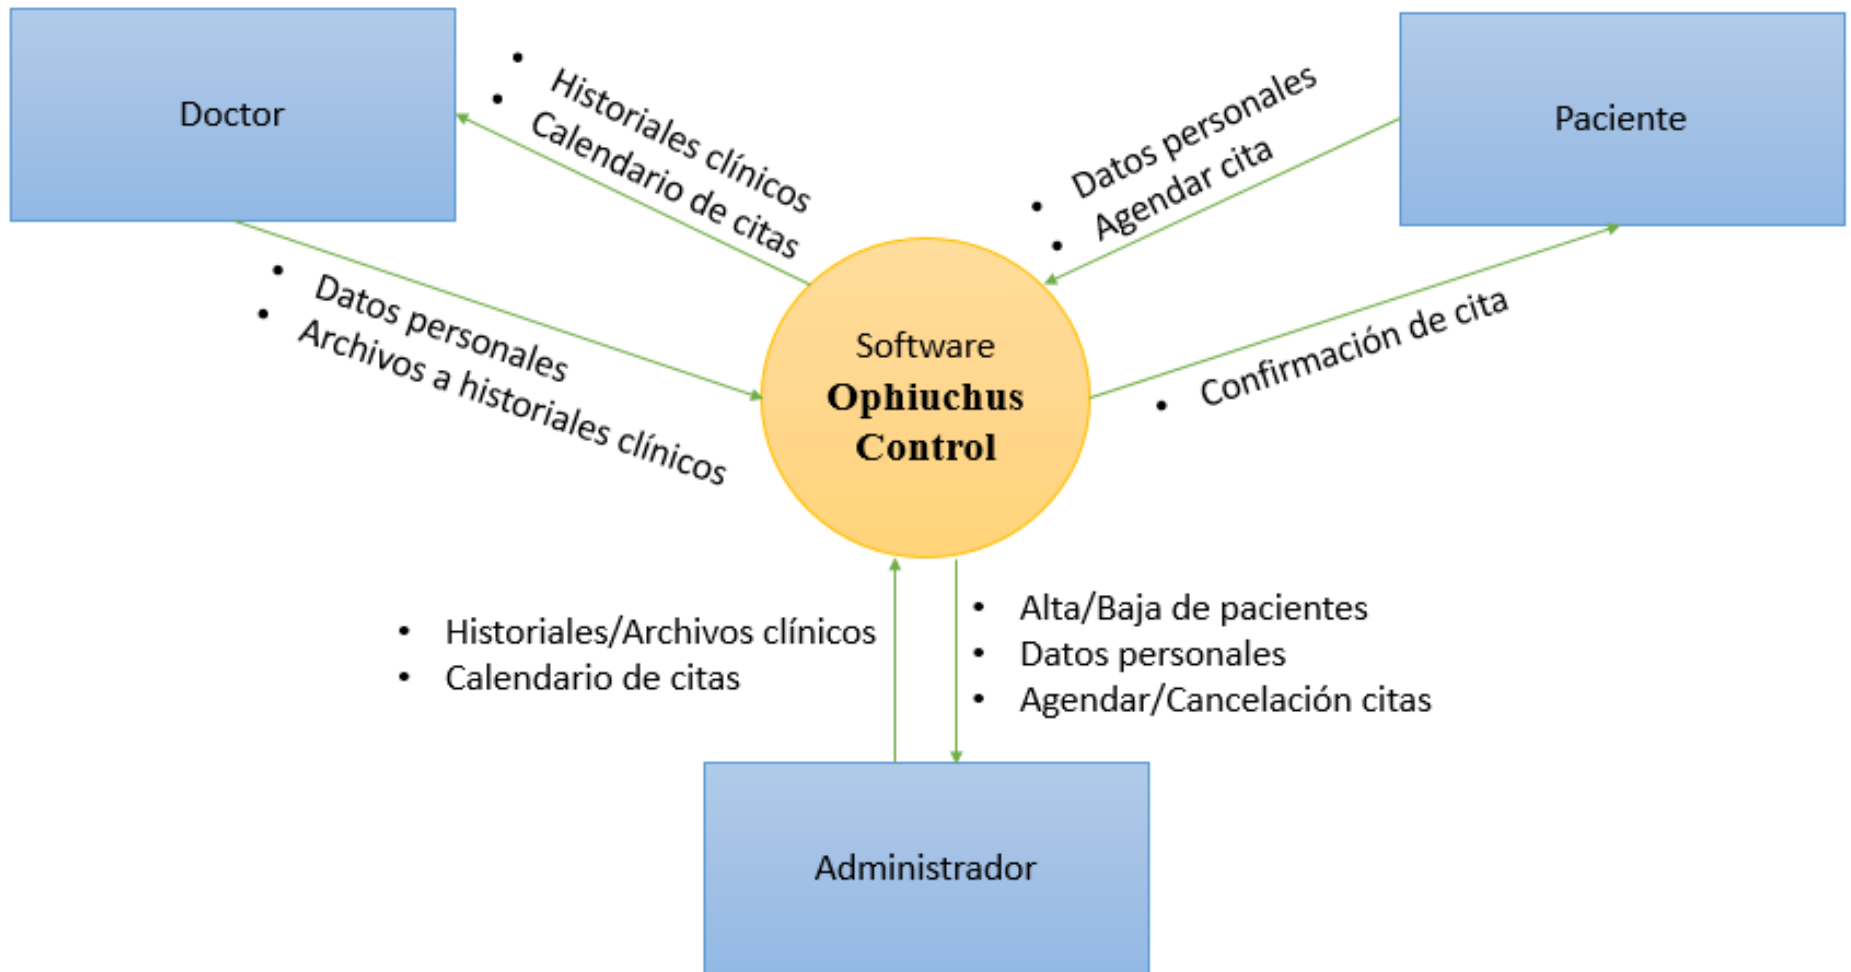 Doctor
• Historiales clínicos
• Calendario de citas
• Datos personales
• Agendar cita
Paciente
• Datos personales
• Archivos a historiales clínicos
Software
Ophiuchus
Control
• Confirmación de cita
• Historiales/Archivos clínicos
• Calendario de citas
• Alta/Baja de pacientes
• Datos personales
• Agendar/Cancelación citas
Administrador